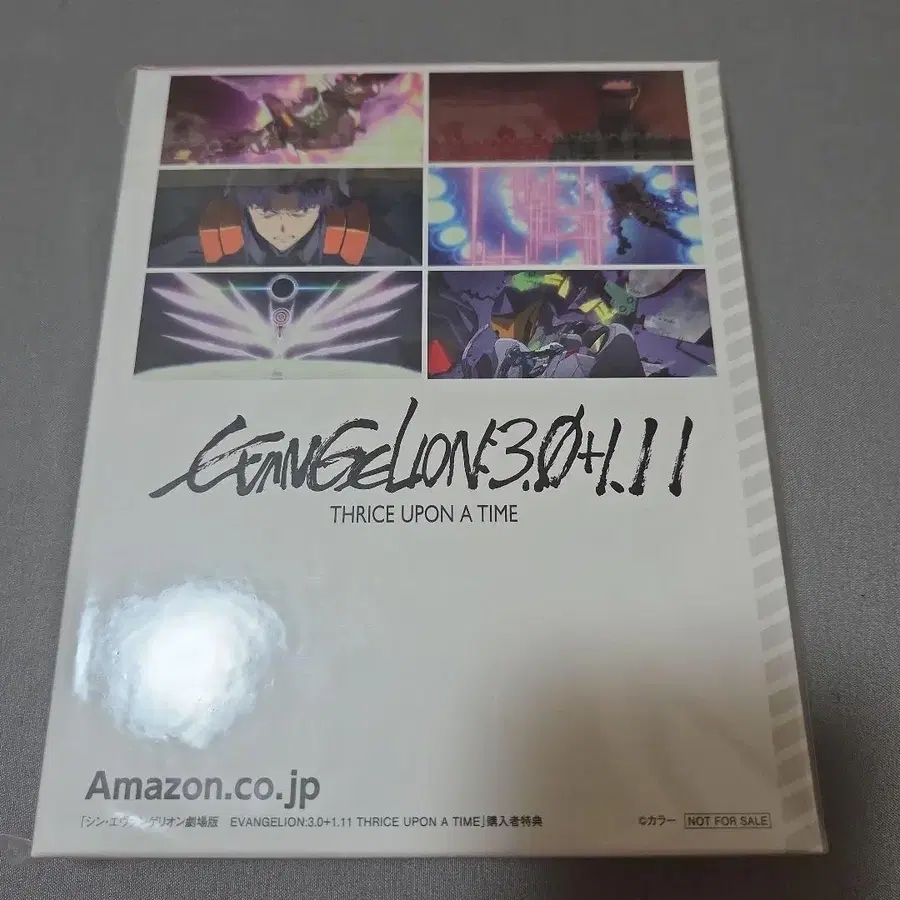 EVANGELION:3.0+1.11
THRICE UPON A TIME
Amazon.co.jp
「シン・エヴァンゲリオン劇場版 EVANGELION:3.0+1.11 THRICE UPON A TIME」購入者特典
©カラー NOT FOR SALE